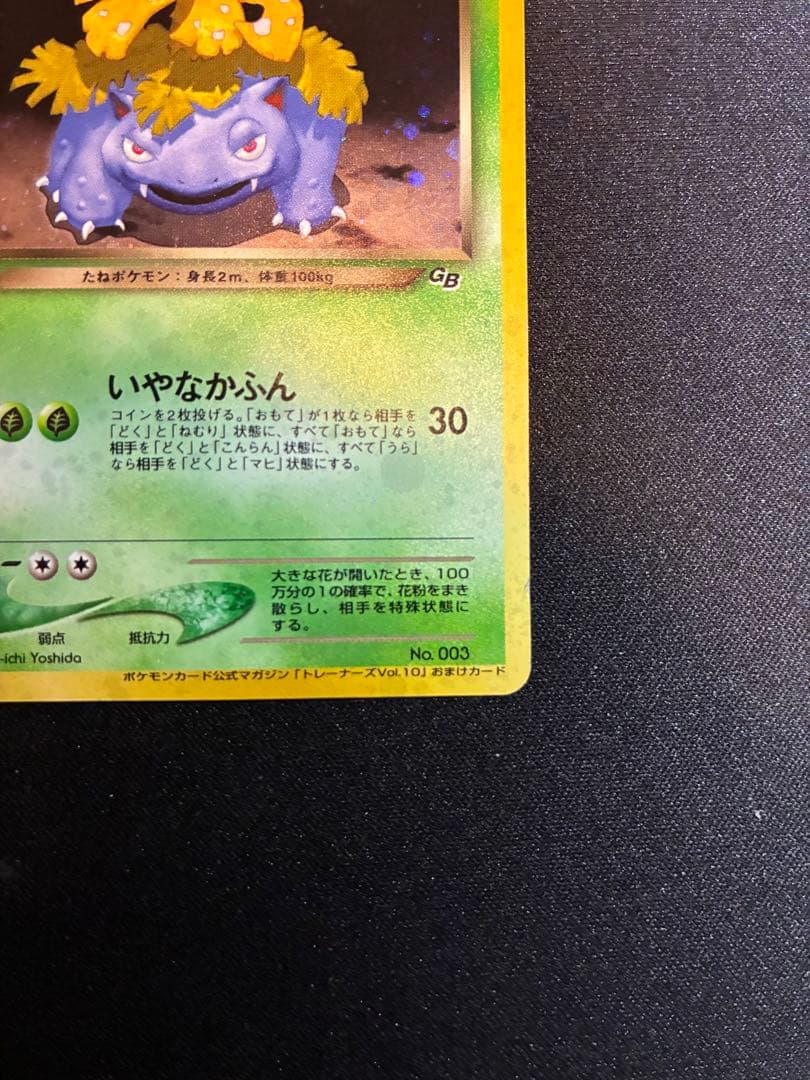 たねポケモン：身長2m、体重100kg
GB
いやなかふん
コインを2枚投げる。「おもて」が1枚なら相手を
「どく」と「ねむり」状態に、すべて「おもて」なら
相手を「どく」と「こんらん」状態に、すべて「うら」
なら相手を「どく」と「マヒ」状態にする。
30
大きな花が開いたとき、100
万分の1の確率で、花粉をまき
散らし、相手を特殊状態に
する。
弱点
抵抗力
-ichi Yoshida
No. 003
ポケモンカード公式マガジン「トレーナーズVol.10」おまけカード